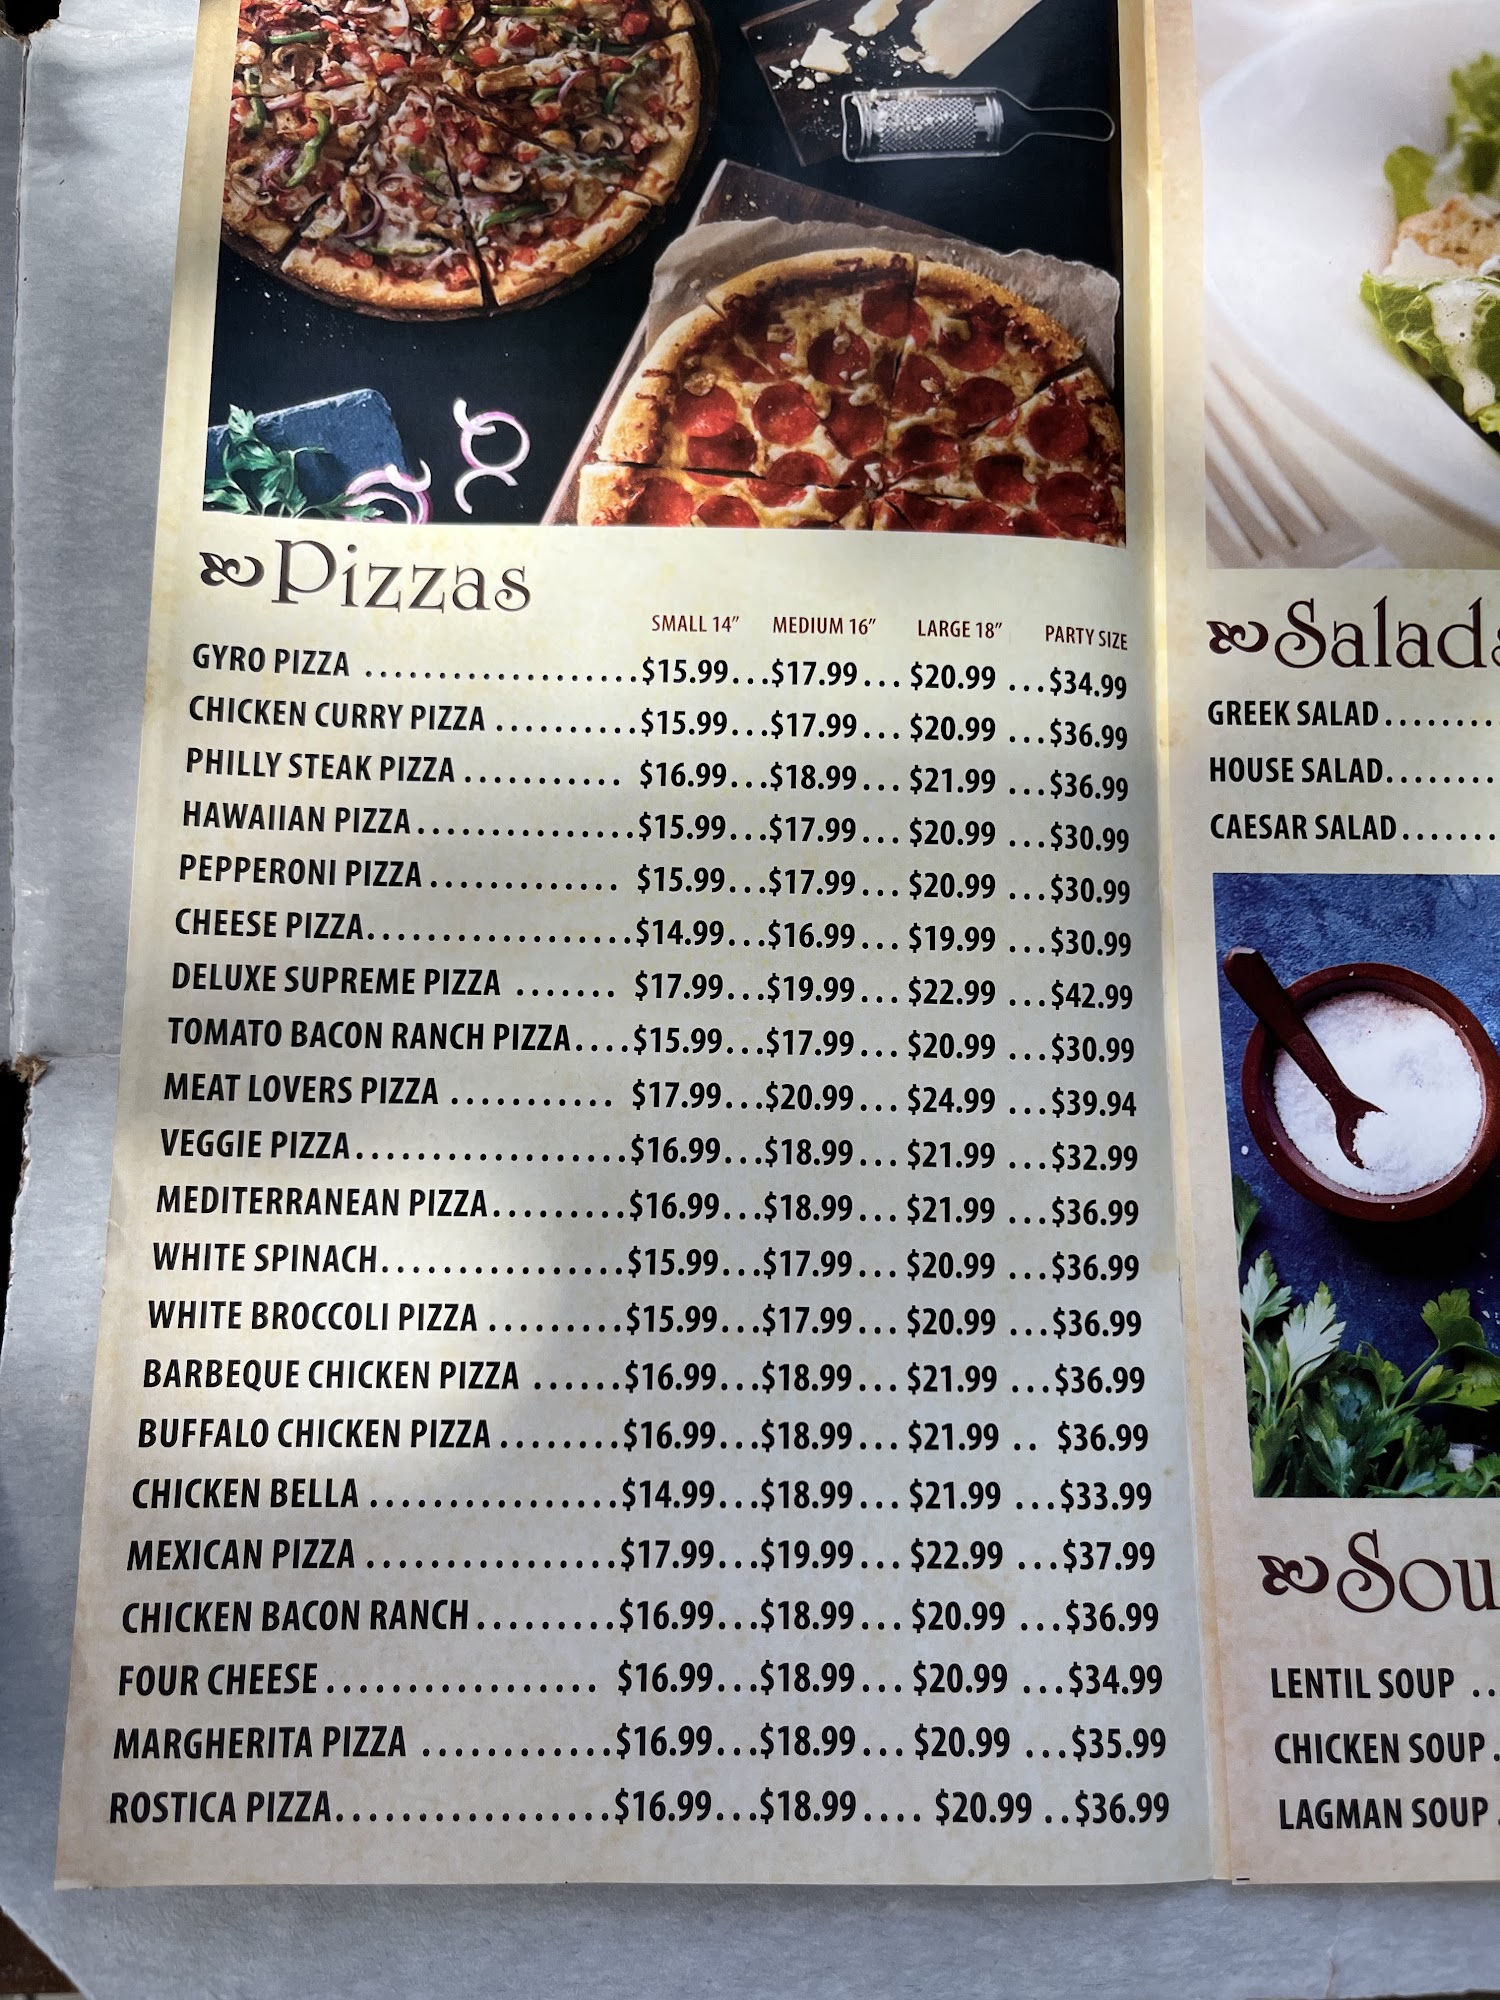 Pizzas
SMALL 14" MEDIUM 16" LARGE 18" PARTY SIZE
GYRO PIZZA ...................$15.99...$17.99... $20.99 ...$34.99
CHICKEN CURRY PIZZA ..........$15.99...$17.99... $20.99 ...$36.99
PHILLY STEAK PIZZA ........... $16.99...$18.99... $21.99 ...$36.99
HAWAIIAN PIZZA...............$15.99...$17.99... $20.99 ...$30.99
PEPPERONI PIZZA ............. $15.99...$17.99... $20.99 ...$30.99
CHEESE PIZZA..................$14.99...$16.99... $19.99 ...$30.99
DELUXE SUPREME PIZZA ....... $17.99...$19.99... $22.99 ...$42.99
TOMATO BACON RANCH PIZZA....$15.99...$17.99... $20.99 ...$30.99
MEAT LOVERS PIZZA ........... $17.99...$20.99... $24.99 ...$39.94
VEGGIE PIZZA...................$16.99...$18.99... $21.99 ...$32.99
MEDITERRANEAN PIZZA.........$16.99...$18.99... $21.99 ...$36.99
WHITE SPINACH................$15.99...$17.99... $20.99 ...$36.99
WHITE BROCCOLI PIZZA .........$15.99...$17.99... $20.99 ...$36.99
BARBEQUE CHICKEN PIZZA ......$16.99...$18.99... $21.99 ...$36.99
BUFFALO CHICKEN PIZZA ........$16.99...$18.99... $21.99 .. $36.99
CHICKEN BELLA .................$14.99...$18.99... $21.99 ...$33.99
MEXICAN PIZZA .................$17.99...$19.99... $22.99 ...$37.99
CHICKEN BACON RANCH.........$16.99...$18.99... $20.99 ...$36.99
FOUR CHEESE ................. $16.99...$18.99... $20.99 ...$34.99
MARGHERITA PIZZA .............$16.99...$18.99... $20.99 ...$35.99
ROSTICA PIZZA..................$16.99...$18.99.... $20.99 ..$36.99
Salads
GREEK SALAD........
HOUSE SALAD........
CAESAR SALAD.......
Sou
LENTIL SOUP ..
CHICKEN SOUP .
LAGMAN SOUP .